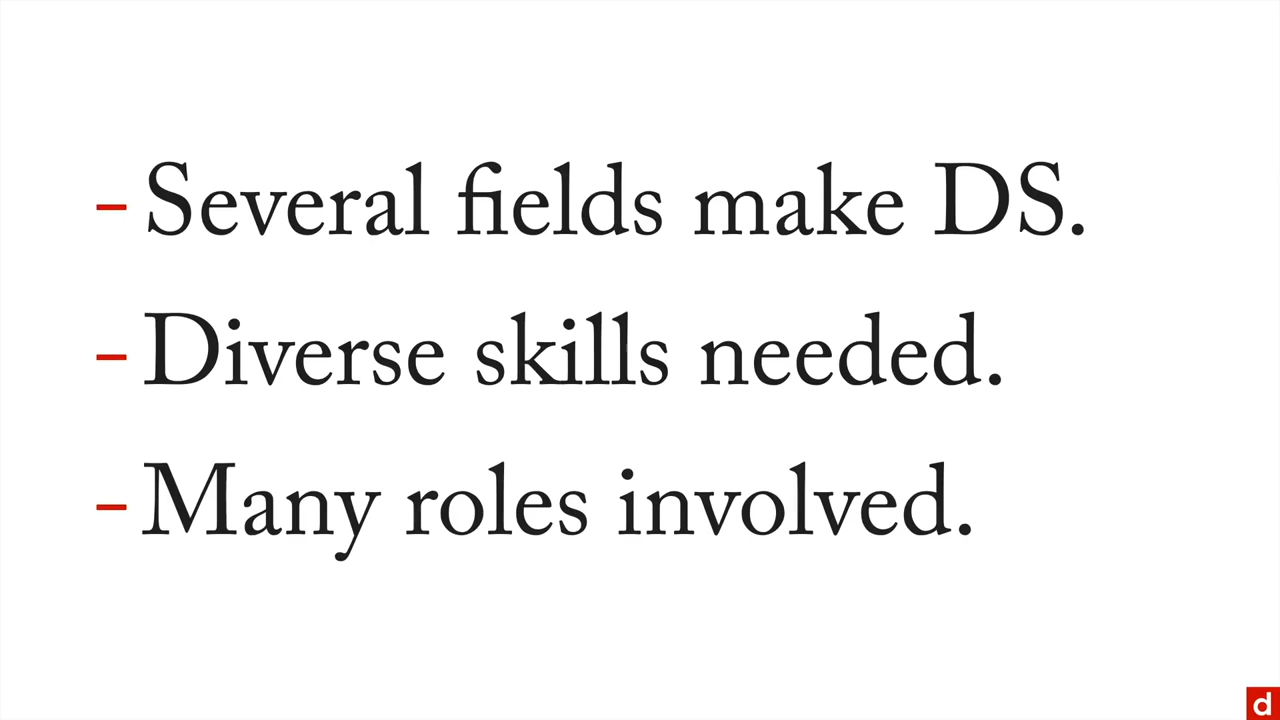 – Several fields make DS.
– Diverse skills needed.
– Many roles involved.
d